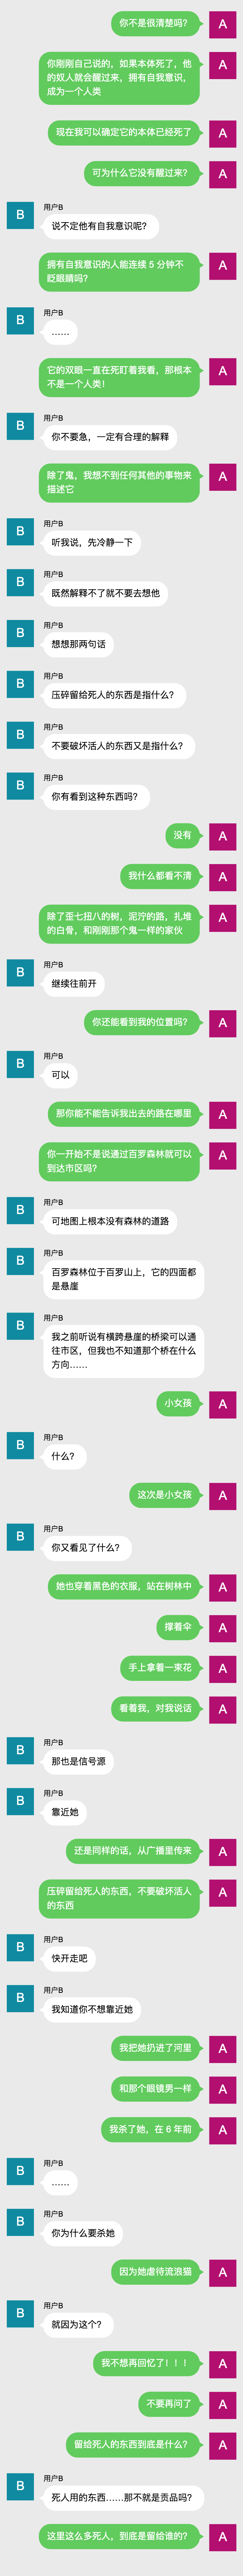 你不是很清楚吗?
A
你刚刚自己说的，如果本体死了，他
的奴人就会醒过来，拥有自我意识，
成为一个人类
A
现在我可以确定它的本体已经死了
A
可为什么它没有醒过来?
A
B
用户B
说不定他有自我意识呢?
拥有自我意识的人能连续 5 分钟不
眨眼睛吗?
A
B
用户B
……
它的双眼一直在死盯着我看，那根本
不是一个人类!
A
B
用户B
你不要急，一定有合理的解释
除了鬼，我想不到任何其他的事物来
描述它
A
B
用户B
听我说，先冷静一下
B
用户B
既然解释不了就不要去想他
B
用户B
想想那两句话
B
用户B
压碎留给死人的东西是指什么?
B
用户B
不要破坏活人的东西又是指什么?
B
用户B
你有看到这种东西吗?
没有
A
我什么都看不清
A
除了歪七扭八的树，泥泞的路，扎堆
的白骨，和刚刚那个鬼一样的家伙
A
B
用户B
继续往前开
你还能看到我的位置吗?
A
B
用户B
可以
那你能不能告诉我出去的路在哪里
A
你一开始不是说通过百罗森林就可以
到达市区吗?
A
B
用户B
可地图上根本没有森林的道路
B
用户B
百罗森林位于百罗山上，它的四面都
是悬崖
B
用户B
我之前听说有横跨悬崖的桥梁可以通
往市区，但我也不知道那个桥在什么
方向……
小女孩
A
B
用户B
什么?
这次是小女孩
A
B
用户B
你又看见了什么?
她也穿着黑色的衣服，站在树林中
A
撑着伞
A
手上拿着一束花
A
看着我，对我说话
A
B
用户B
那也是信号源
B
用户B
靠近她
还是同样的话，从广播里传来
A
压碎留给死人的东西，不要破坏活人
的东西
A
B
用户B
快开走吧
B
用户B
我知道你不想靠近她
我把她扔进了河里
A
和那个眼镜男一样
A
我杀了她，在 6 年前
A
B
用户B
……
B
用户B
你为什么要杀她
因为她虐待流浪猫
A
B
用户B
就因为这个?
我不想再回忆了！！！
A
不要再问了
A
留给死人的东西到底是什么?
A
B
用户B
死人用的东西……那不就是贡品吗?
这里这么多死人，到底是留给谁的?
A